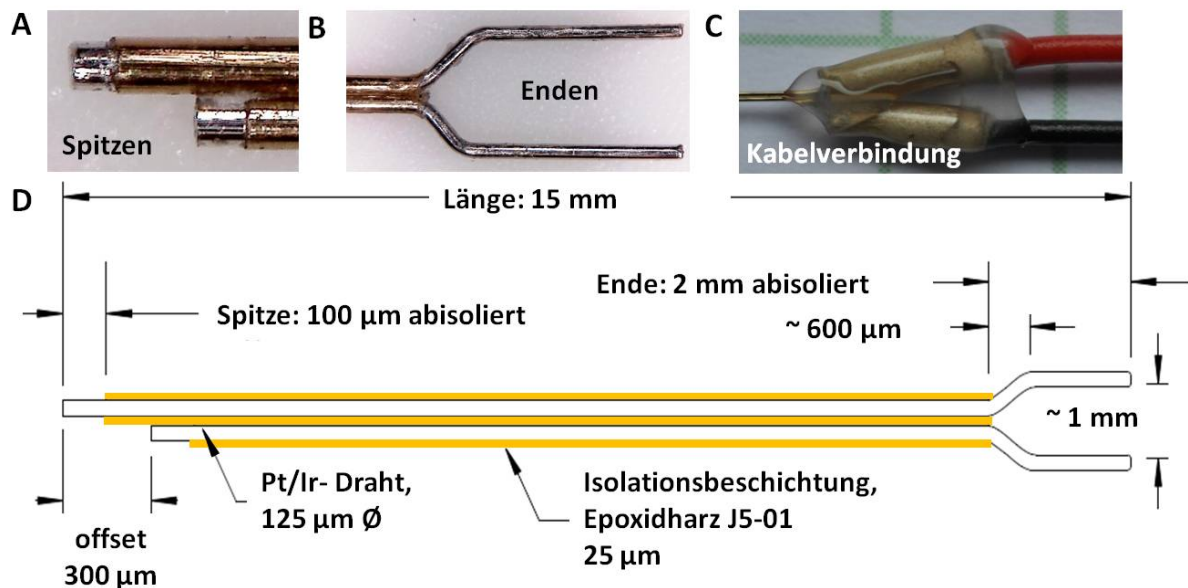 A
B
C
Spitzen
Enden
Kabelverbindung
D
Länge: 15 mm
Ende: 2 mm abisoliert
Spitze: 100 µm abisoliert
~ 600 µm
~ 1 mm
Pt/Ir- Draht,
125 µm Ø
Isolationsbeschichtung,
Epoxidharz J5-01
25 µm
offset
300 µm